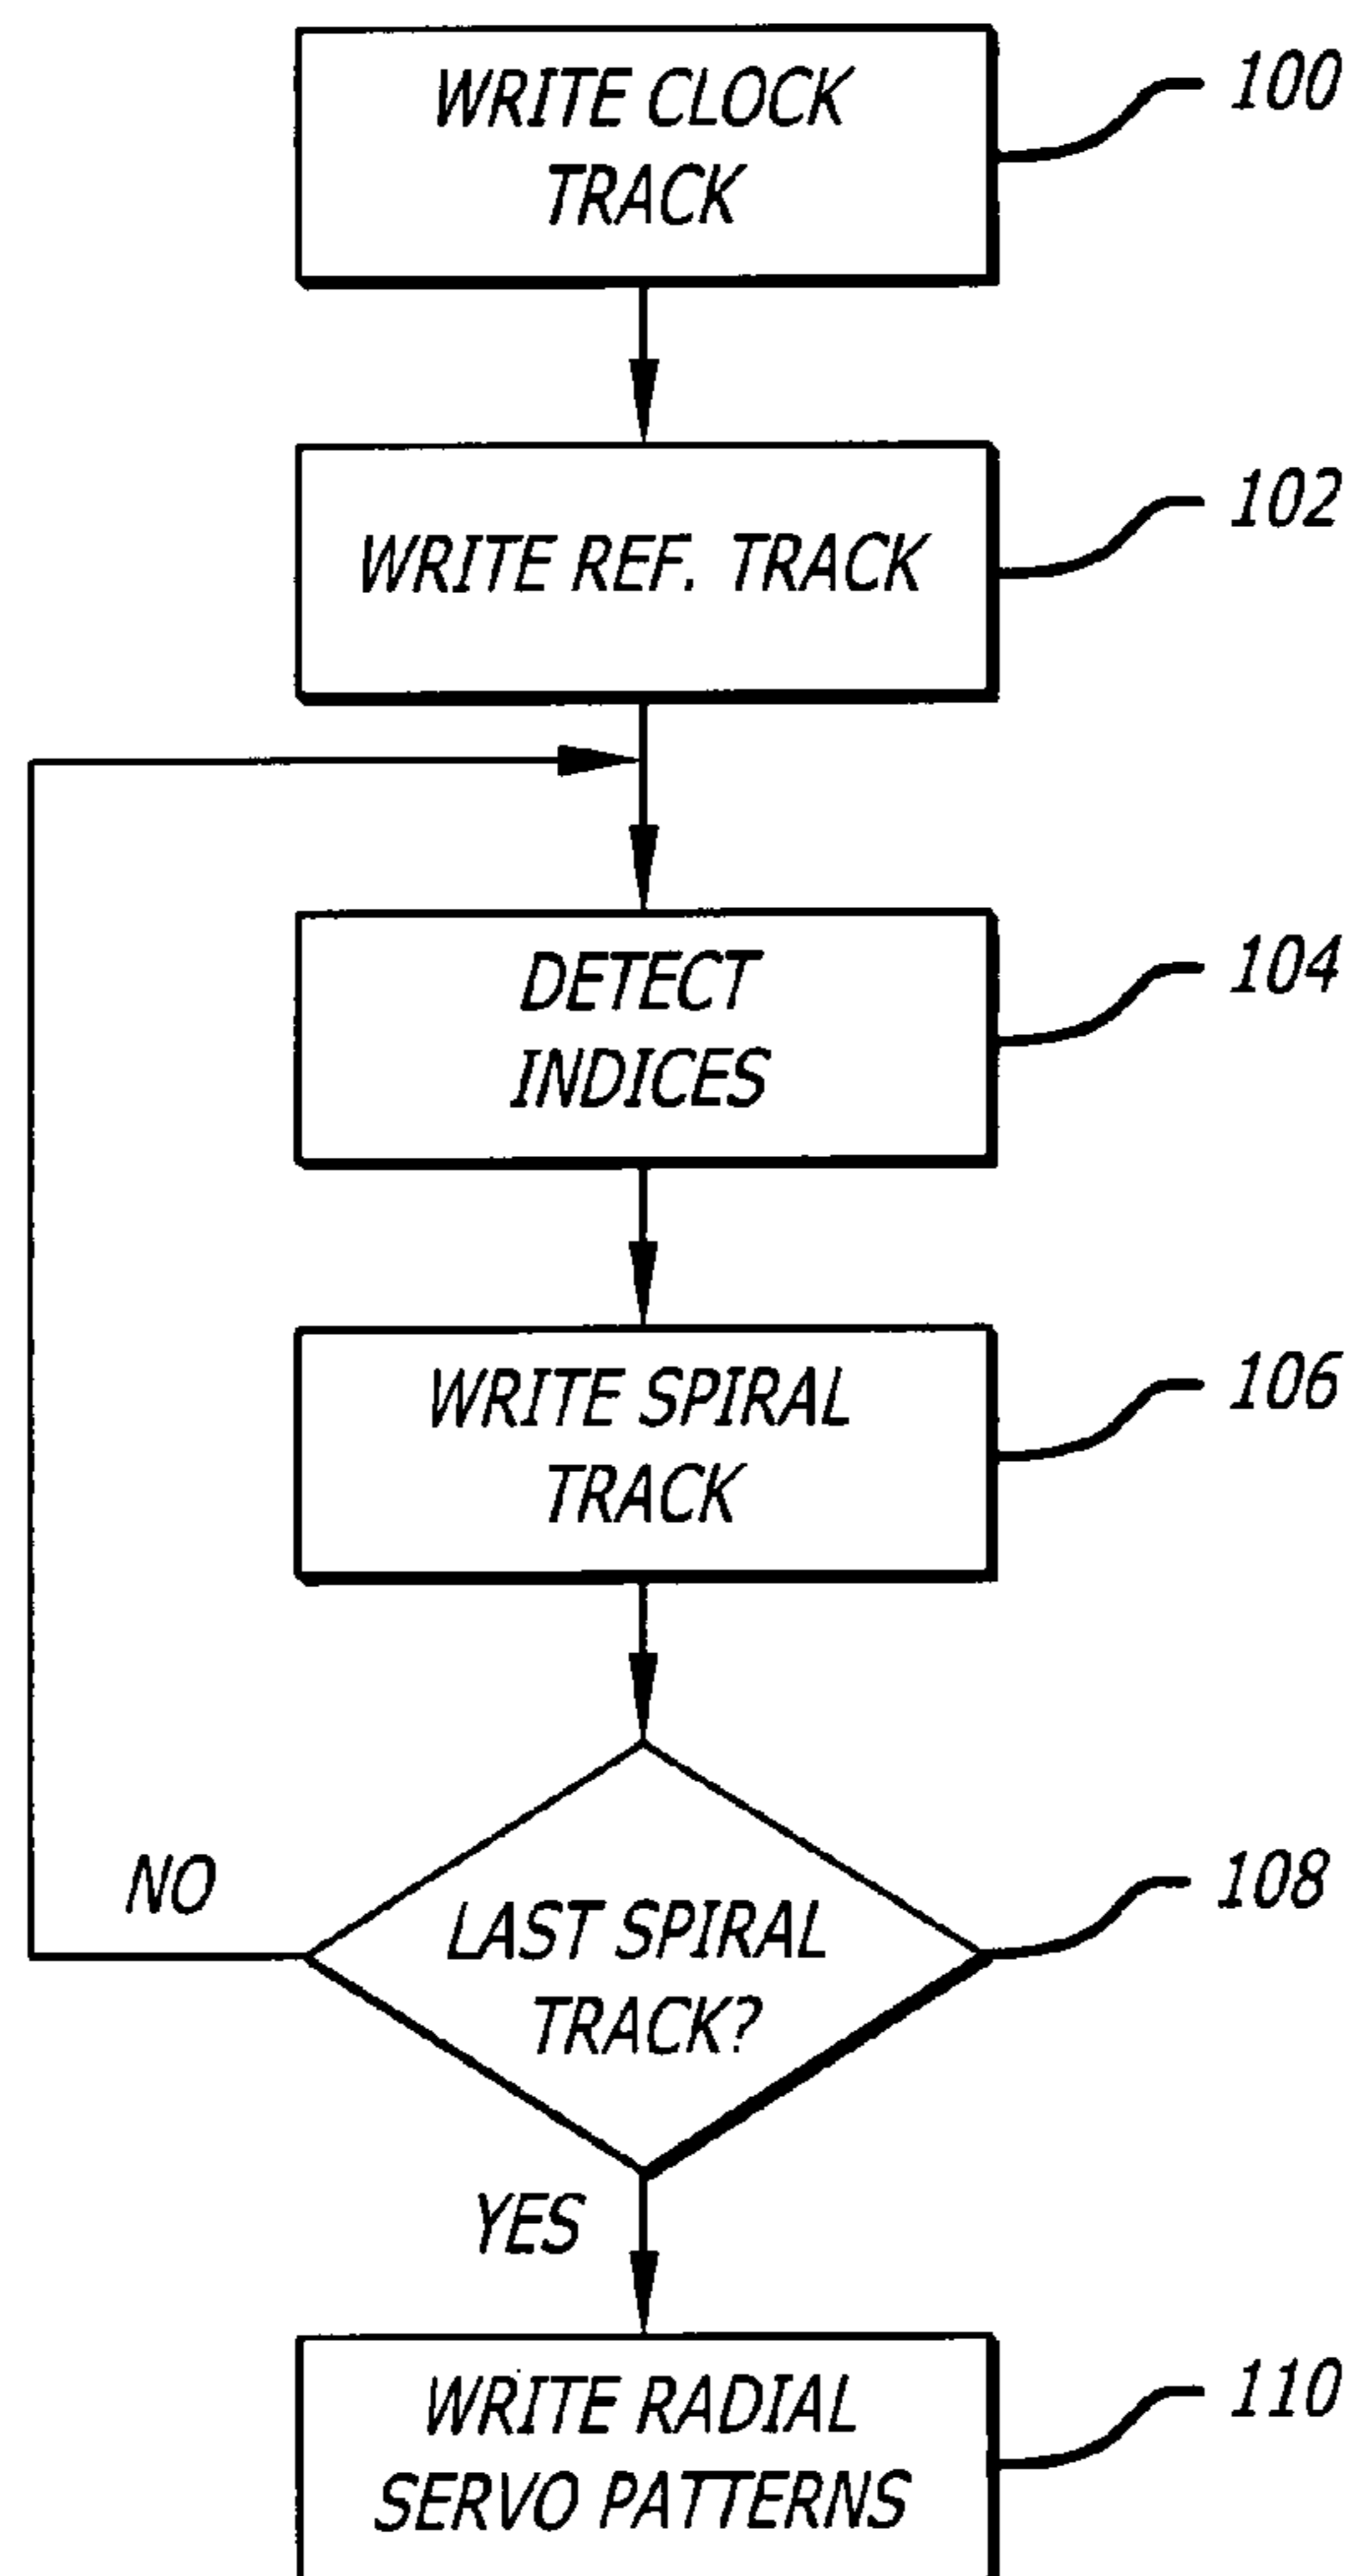 WRITE CLOCK
TRACK
100
WRITE REF. TRACK
102
DETECT
INDICES
104
WRITE SPIRAL
TRACK
106
NO
LAST SPIRAL
TRACK?
108
YES
WRITE RADIAL
SERVO PATTERNS
110